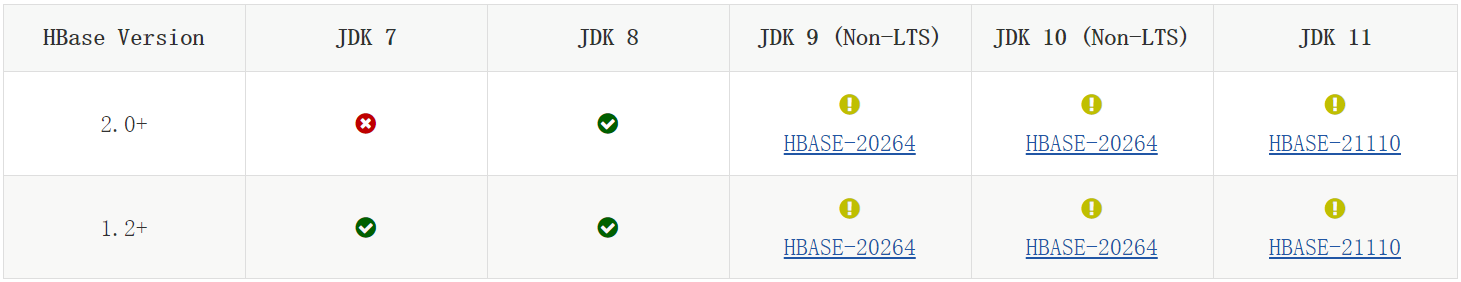 HBase Version JDK 7 JDK 8 JDK 9 (Non-LTS) JDK 10 (Non-LTS) JDK 11
2.0+ HBASE-20264 HBASE-20264 HBASE-21110
1.2+ HBASE-20264 HBASE-20264 HBASE-21110